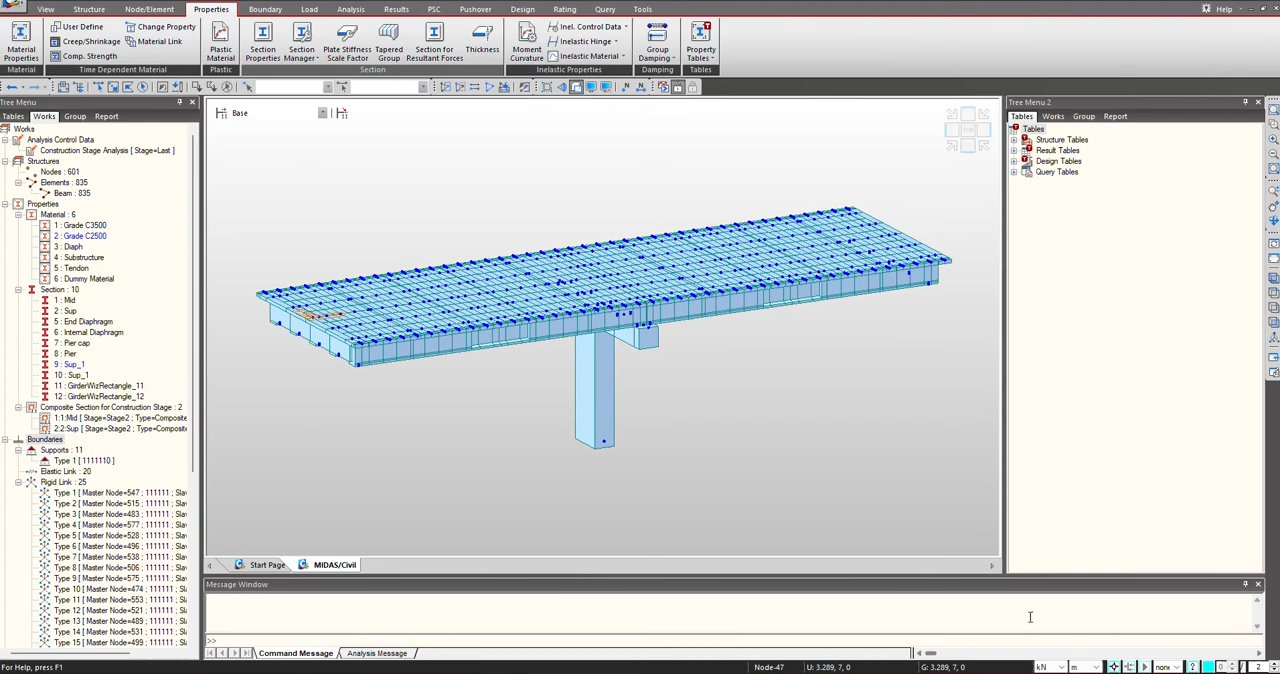 View Structure Node/Element Properties Boundary Load Analysis Results PSC Pushover Design Rating Query Tools Help
Material Properties
User Define
Creep/Shrinkage
Comp. Strength
Change Property
Material Link
Plastic Material
Section Properties
Section Manager
Plate Stiffness Scale Factor
Tapered Group
Section for Resultant Forces
Thickness
Moment Curvature
Inel. Control Data
Inelastic Hinge
Inelastic Material
Group Damping
Property Tables
Material Time Dependent Material Plastic Section Inelastic Properties Damping Tables
Tree Menu
Tables Works Group Report
Works
Analysis Control Data
Construction Stage Analysis [ Stage=Last ]
Structures
Nodes : 601
Elements : 835
Beam : 835
Properties
Material : 6
1 : Grade C3500
2 : Grade C2500
3 : Diaph
4 : Substructure
5 : Tendon
6 : Dummy Material
Section : 10
1 : Mid
2 : Sup
5 : End Diaphragm
6 : Internal Diaphragm
7 : Pier cap
8 : Pier
9 : Sup_1
10 : Sup_1
11 : GirderWizRectangle_11
12 : GirderWizRectangle_12
Composite Section for Construction Stage : 2
1:1:Mid [ Stage=Stage2 ; Type=Composite
2:2:Sup [ Stage=Stage2 ; Type=Composite
Boundaries
Supports : 11
Type 1 [ 1111110 ]
Elastic Link : 20
Rigid Link : 25
Type 1 [ Master Node=547 ; 111111 ; Sla
Type 2 [ Master Node=515 ; 111111 ; Sla
Type 3 [ Master Node=483 ; 111111 ; Sla
Type 4 [ Master Node=577 ; 111111 ; Sla
Type 5 [ Master Node=528 ; 111111 ; Sla
Type 6 [ Master Node=496 ; 111111 ; Sla
Type 7 [ Master Node=538 ; 111111 ; Sla
Type 8 [ Master Node=506 ; 111111 ; Sla
Type 9 [ Master Node=575 ; 111111 ; Sla
Type 10 [ Master Node=474 ; 111111 ; Sla
Type 11 [ Master Node=553 ; 111111 ; Sla
Type 12 [ Master Node=521 ; 111111 ; Sla
Type 13 [ Master Node=489 ; 111111 ; Sla
Type 14 [ Master Node=531 ; 111111 ; Sla
Type 15 [ Master Node=499 ; 111111 ; Sla
Base
TOP
Start Page MIDAS/Civil
Message Window
>>
Command Message Analysis Message
Tree Menu 2
Tables Works Group Report
Tables
Structure Tables
Result Tables
Design Tables
Query Tables
For Help, press F1 Node-47 U: 3.289, 7, 0 G: 3.289, 7, 0 kN m none ? 0 / 2